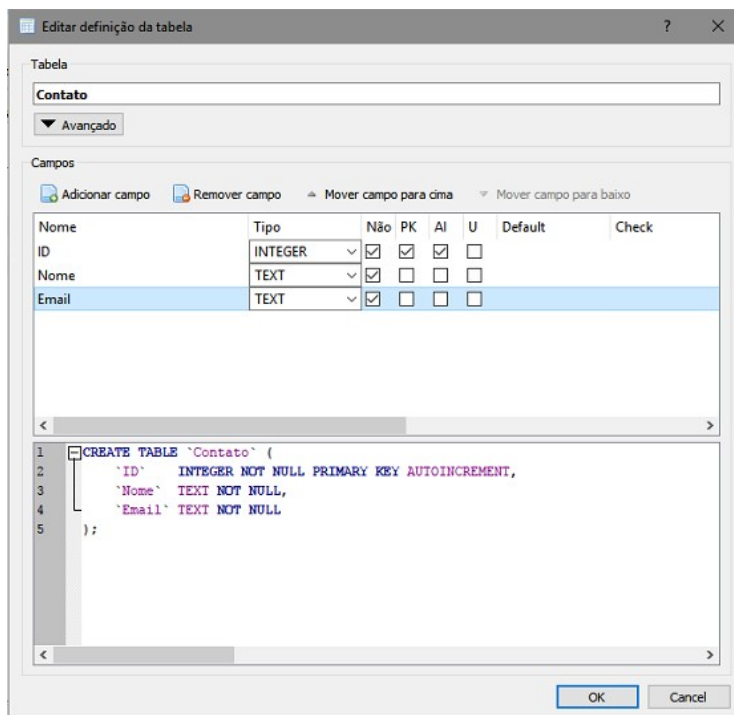 Editar definição da tabela ?
Tabela
Contato
Avançado
Campos
Adicionar campo Remover campo Mover campo para cima Mover campo para baixo
Nome Tipo Não PK AI U Default Check
ID INTEGER
Nome TEXT
Email TEXT
1 CREATE TABLE `Contato` (
2 `ID` INTEGER NOT NULL PRIMARY KEY AUTOINCREMENT,
3 `Nome` TEXT NOT NULL,
4 `Email` TEXT NOT NULL
5 );
OK Cancel